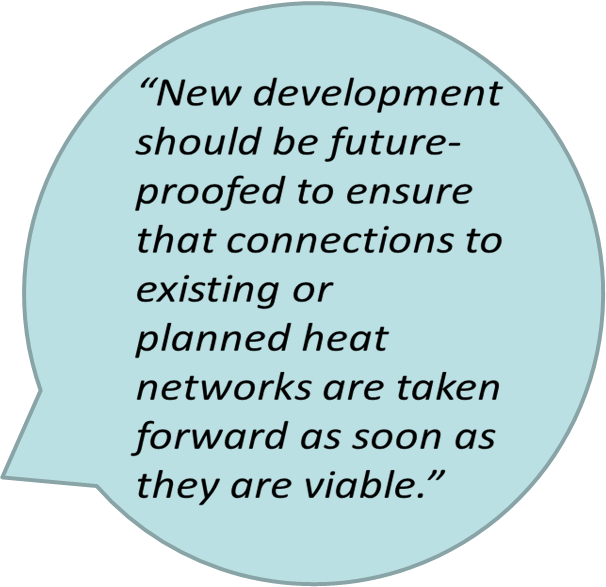 “New development
should be future-
proofed to ensure
that connections to
existing or
planned heat
networks are taken
forward as soon as
they are viable.”